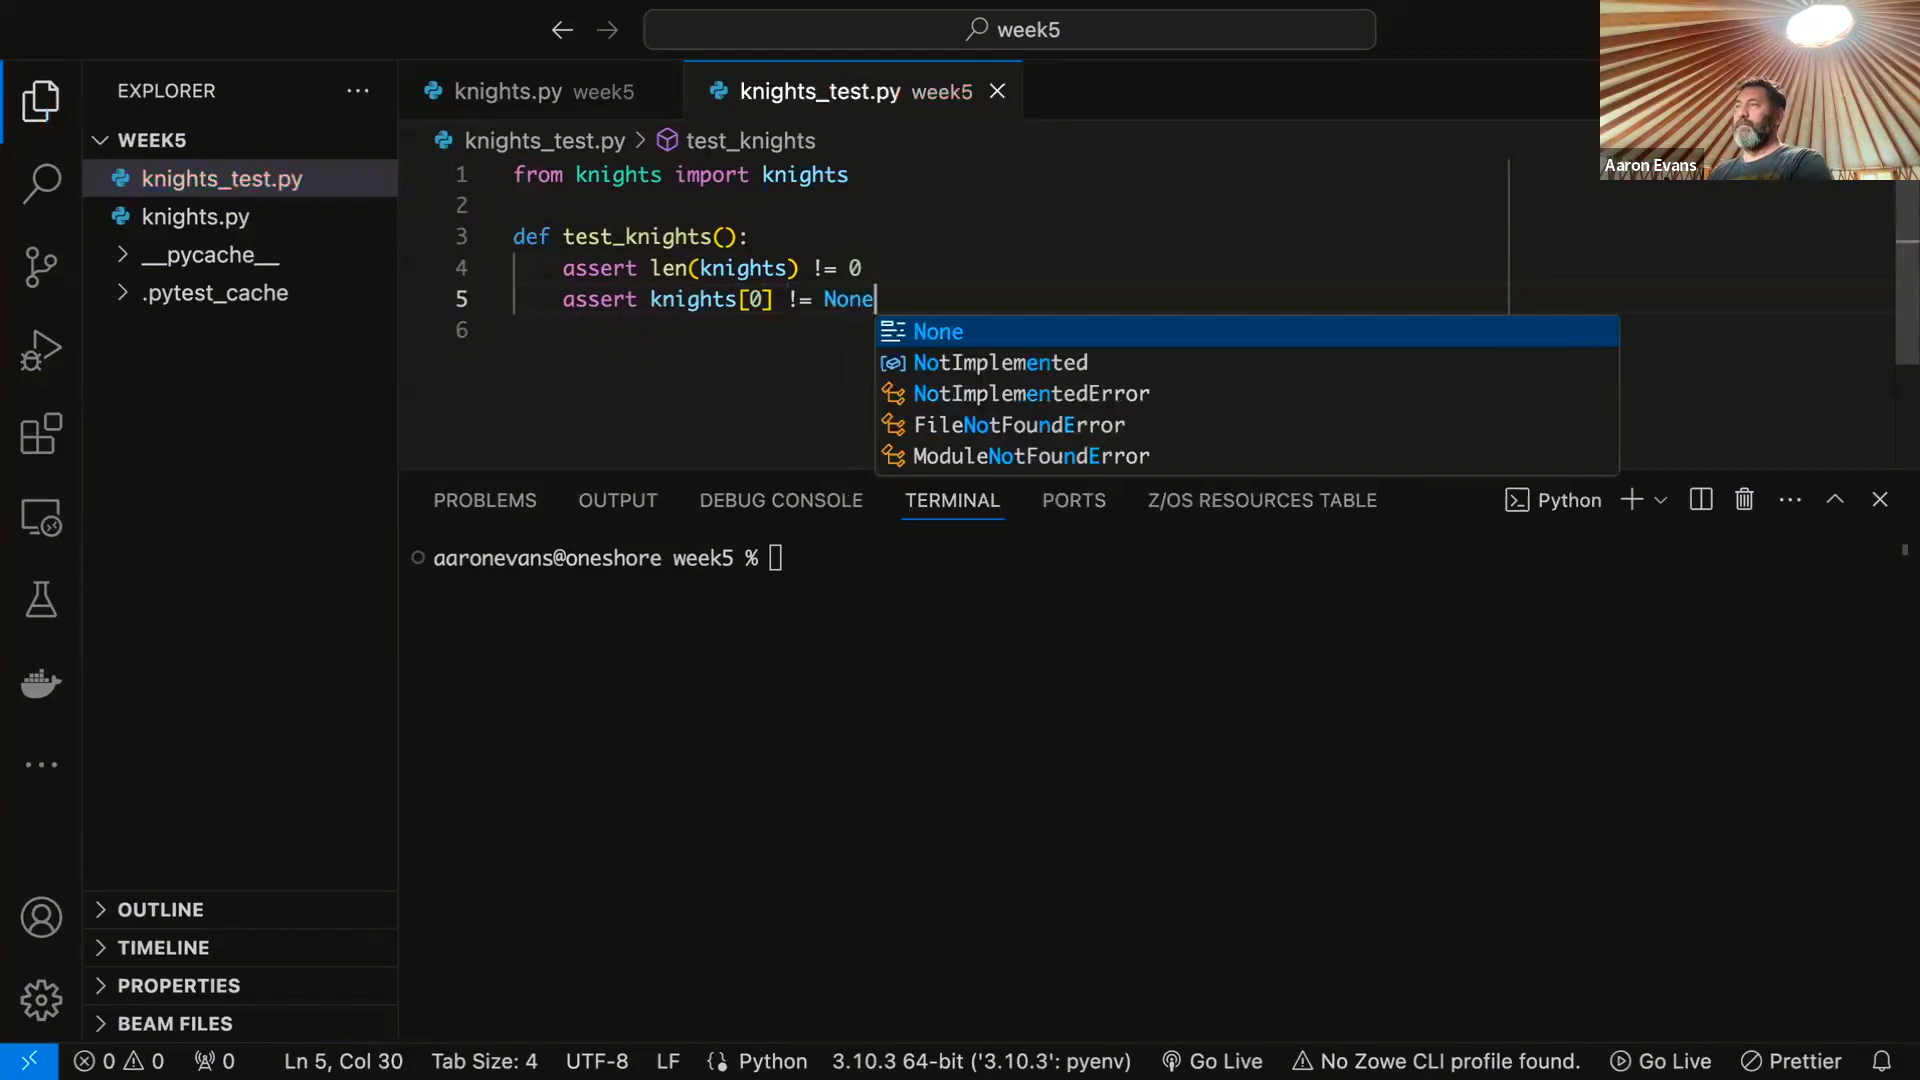 week5
Aaron Evans
EXPLORER
knights.py week5
knights_test.py week5
WEEK5
knights_test.py
knights.py
__pycache__
.pytest_cache
knights_test.py > test_knights
1 from knights import knights
2
3 def test_knights():
4 assert len(knights) != 0
5 assert knights[0] != None
6
None
NotImplemented
NotImplementedError
FileNotFoundError
ModuleNotFoundError
PROBLEMS OUTPUT DEBUG CONSOLE TERMINAL PORTS Z/OS RESOURCES TABLE Python
aaronevans@oneshore week5 %
OUTLINE
TIMELINE
PROPERTIES
BEAM FILES
0 0 0 Ln 5, Col 30 Tab Size: 4 UTF-8 LF Python 3.10.3 64-bit ('3.10.3': pyenv) Go Live No Zowe CLI profile found. Go Live Prettier